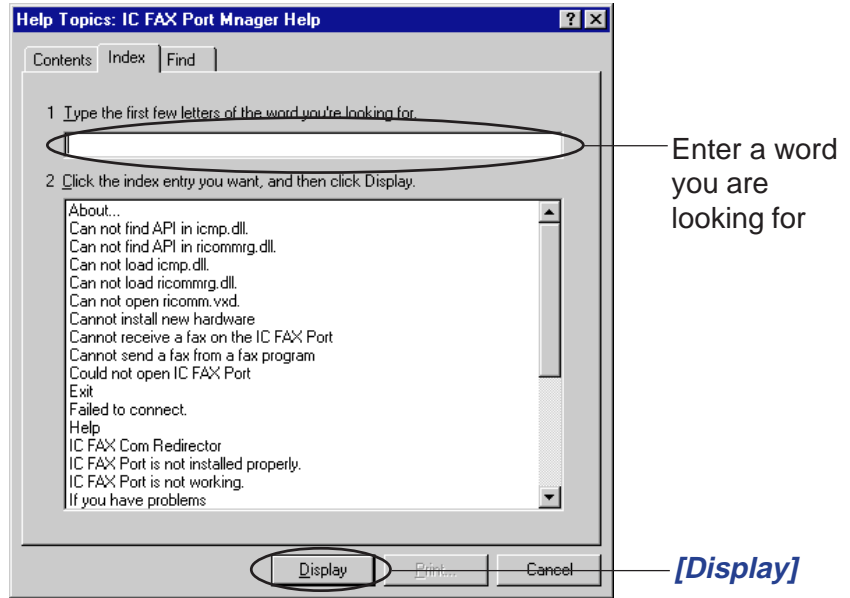 Help Topics: IC FAX Port Mnager Help
Contents Index Find
1 Type the first few letters of the word you're looking for.
Enter a word
you are
looking for
2 Click the index entry you want, and then click Display.
About...
Can not find API in icmp.dll.
Can not find API in ricommrg.dll.
Can not load icmp.dll.
Can not load ricommrg.dll.
Can not open ricomm.vxd.
Cannot install new hardware
Cannot receive a fax on the IC FAX Port
Cannot send a fax from a fax program
Could not open IC FAX Port
Exit
Failed to connect.
Help
IC FAX Com Redirector
IC FAX Port is not installed properly.
IC FAX Port is not working.
If you have problems
Display Print... Cancel
[Display]